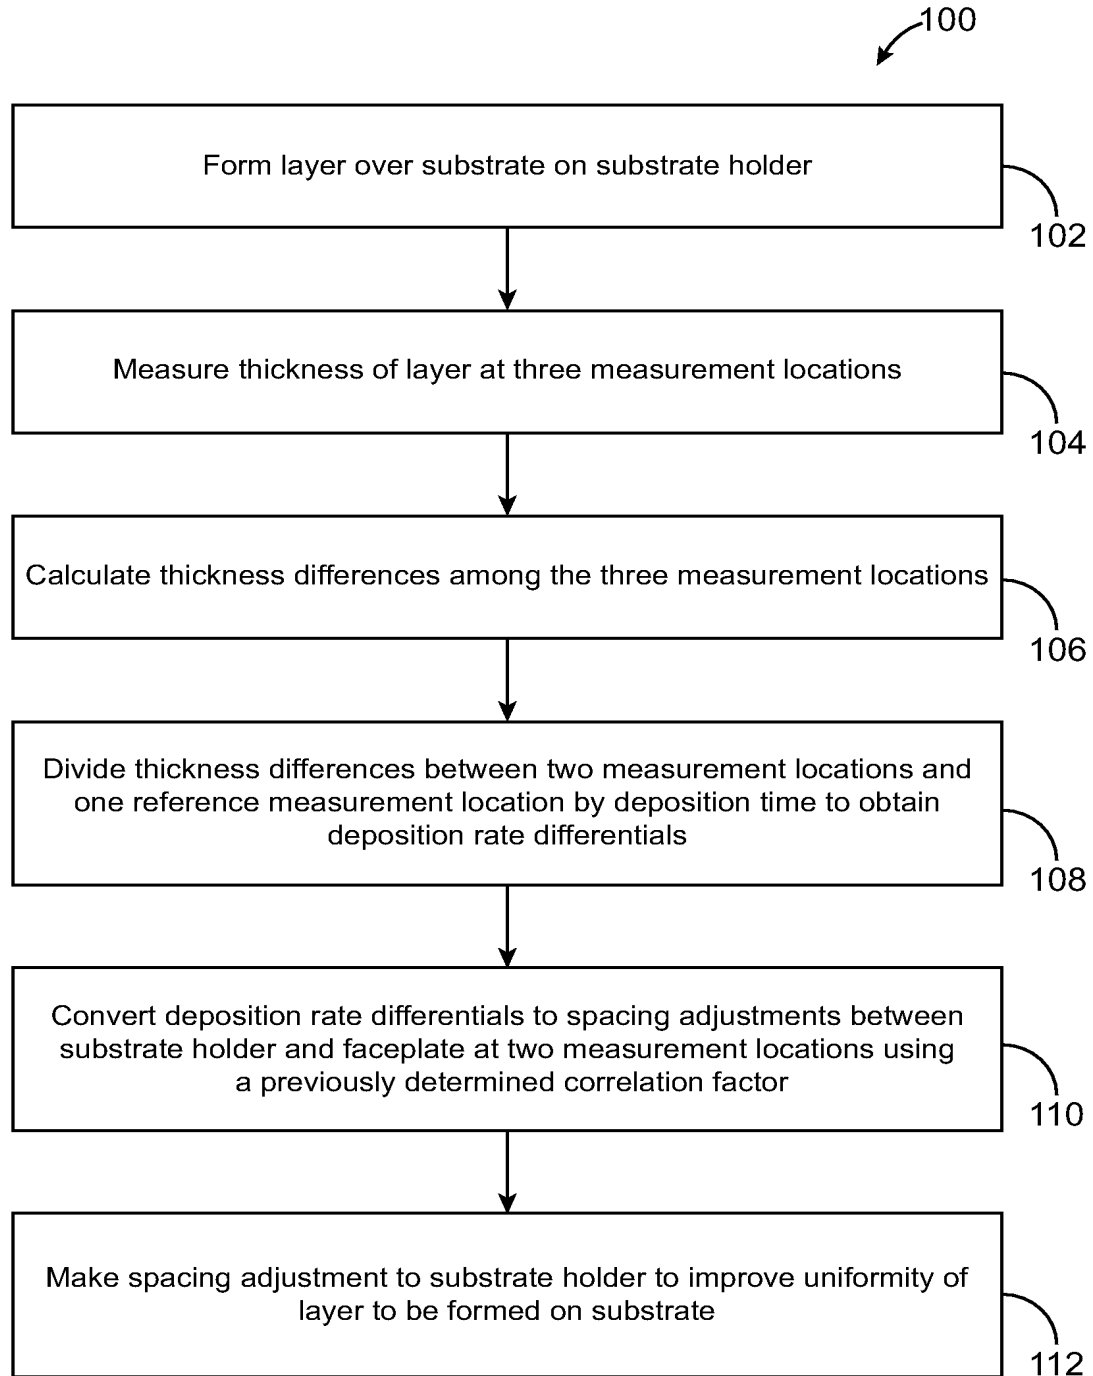 100
Form layer over substrate on substrate holder
102
Measure thickness of layer at three measurement locations
104
Calculate thickness differences among the three measurement locations
106
Divide thickness differences between two measurement locations and
one reference measurement location by deposition time to obtain
deposition rate differentials
108
Convert deposition rate differentials to spacing adjustments between
substrate holder and faceplate at two measurement locations using
a previously determined correlation factor
110
Make spacing adjustment to substrate holder to improve uniformity of
layer to be formed on substrate
112